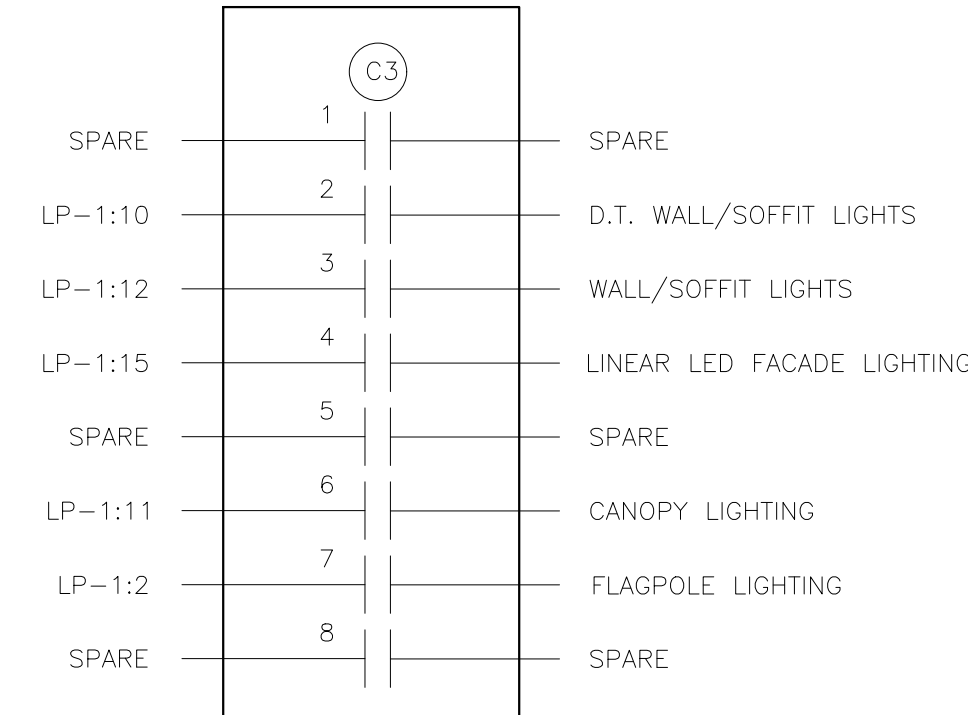 C3
1
SPARE SPARE
2
LP-1:10 D.T. WALL/SOFFIT LIGHTS
3
LP-1:12 WALL/SOFFIT LIGHTS
4
LP-1:15 LINEAR LED FACADE LIGHTING
5
SPARE SPARE
6
LP-1:11 CANOPY LIGHTING
7
LP-1:2 FLAGPOLE LIGHTING
8
SPARE SPARE